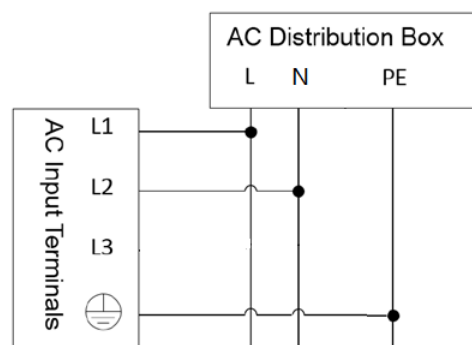 AC Distribution Box
L N PE
AC Input Terminals
L1
L2
L3